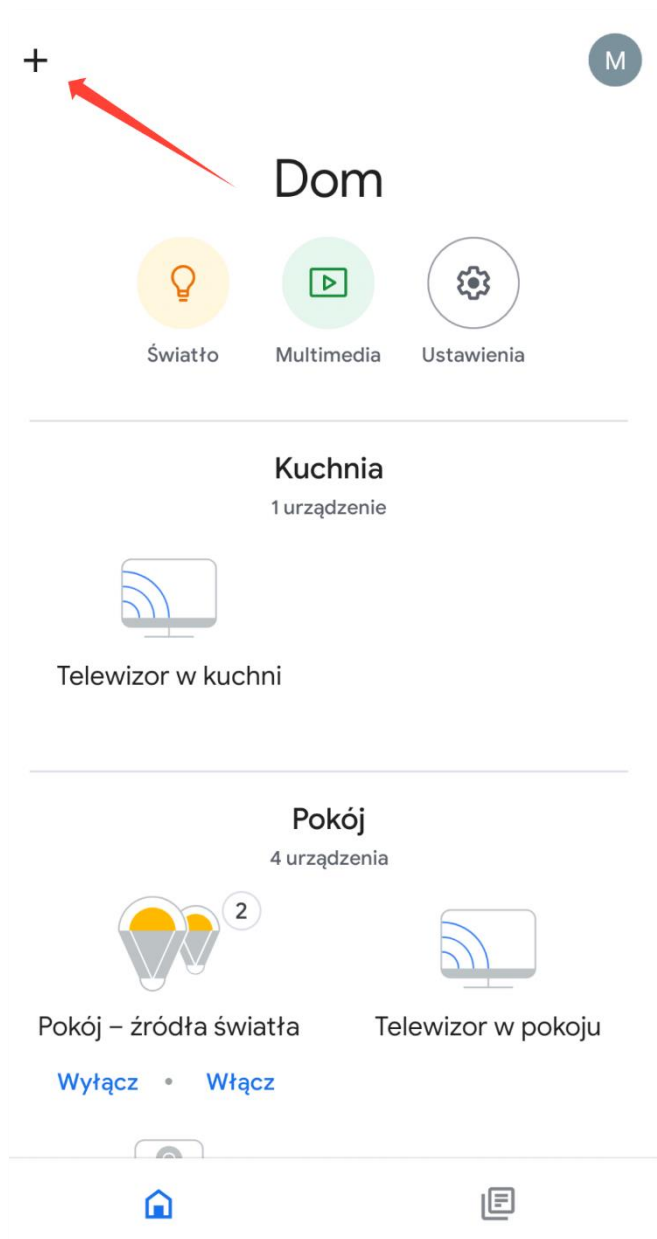 +
M
Dom
Światło Multimedia Ustawienia
Kuchnia
1 urządzenie
Telewizor w kuchni
Pokój
4 urządzenia
2
Pokój – źródła światła Telewizor w pokoju
Wyłącz • Włącz